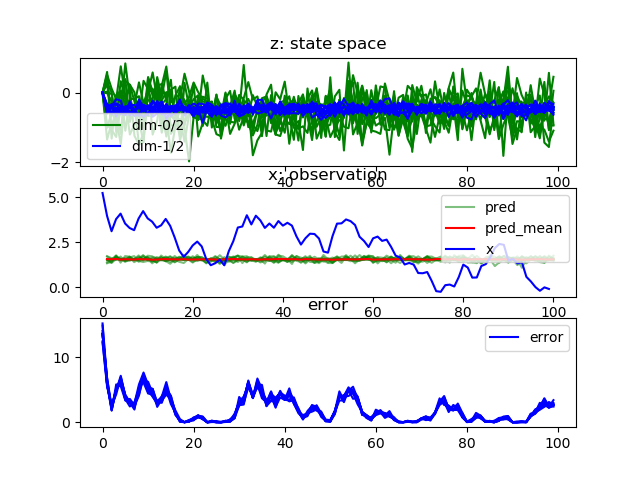 z: state space
0
−2
dim-0/2
dim-1/2
0 20 40 60 80 100
x: observation
5.0
2.5
0.0
pred
pred_mean
x
0 20 40 60 80 100
error
10
0
error
0 20 40 60 80 100